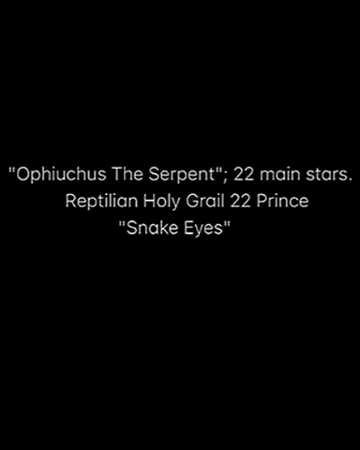 "Ophiuchus The Serpent"; 22 main stars.
Reptilian Holy Grail 22 Prince
"Snake Eyes"